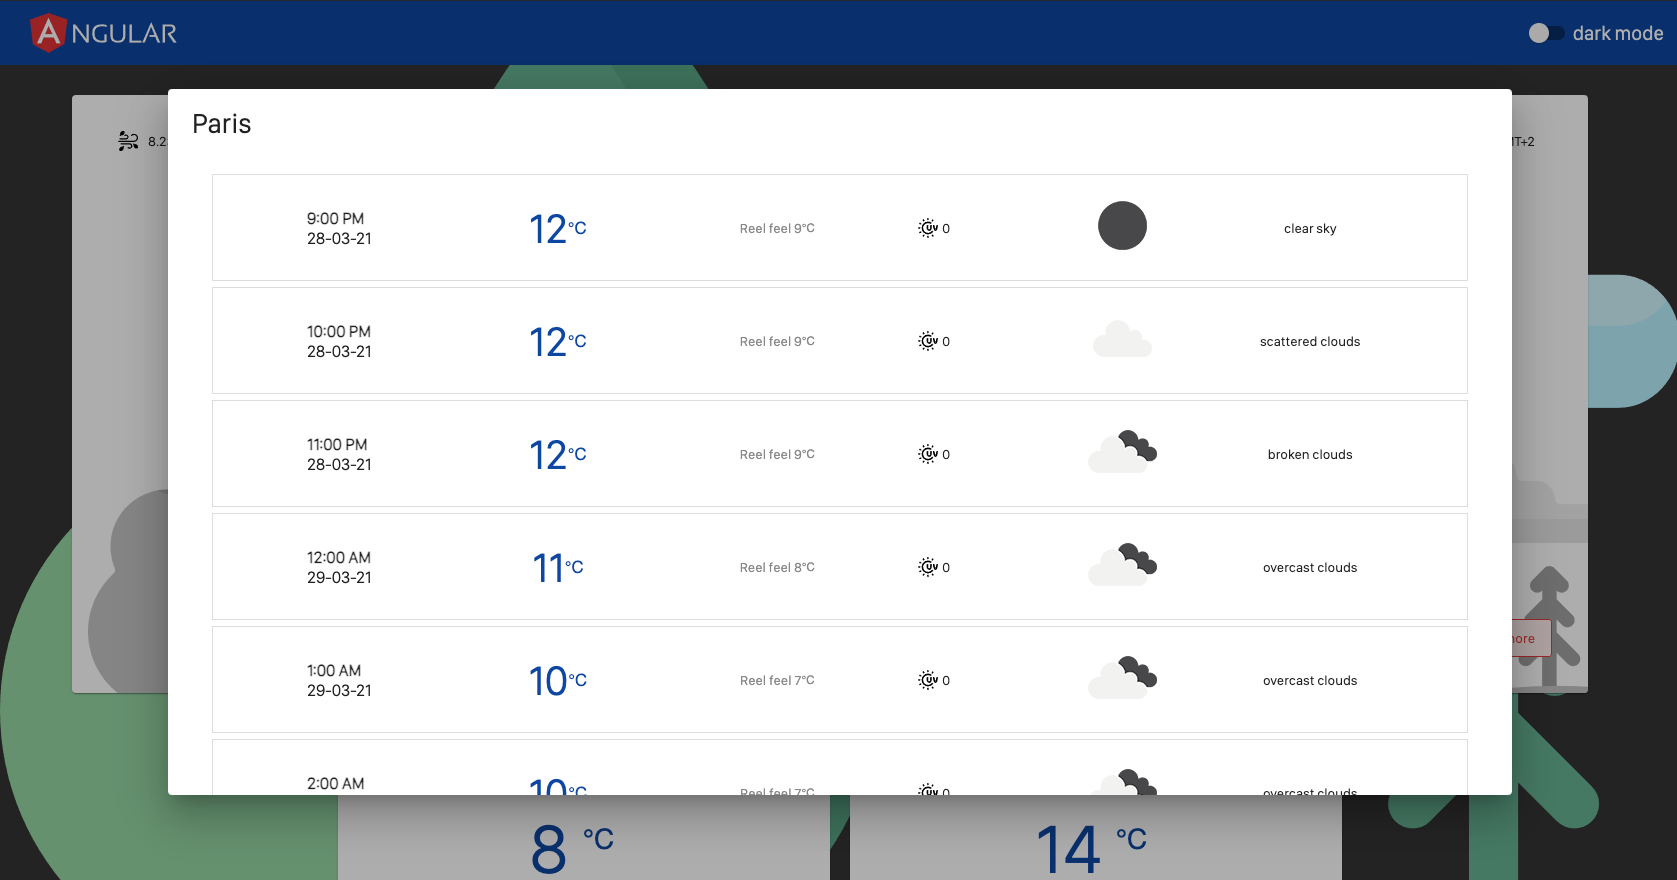 NGULAR
dark mode
Paris
9:00 PM
28-03-21
12°C
Reel feel 9°C
UV 0
clear sky
10:00 PM
28-03-21
12°C
Reel feel 9°C
UV 0
scattered clouds
11:00 PM
28-03-21
12°C
Reel feel 9°C
UV 0
broken clouds
12:00 AM
29-03-21
11°C
Reel feel 8°C
UV 0
overcast clouds
1:00 AM
29-03-21
10°C
Reel feel 7°C
UV 0
overcast clouds
2:00 AM
10°C
Reel feel 7°C
UV 0
overcast clouds
8 °C
14 °C